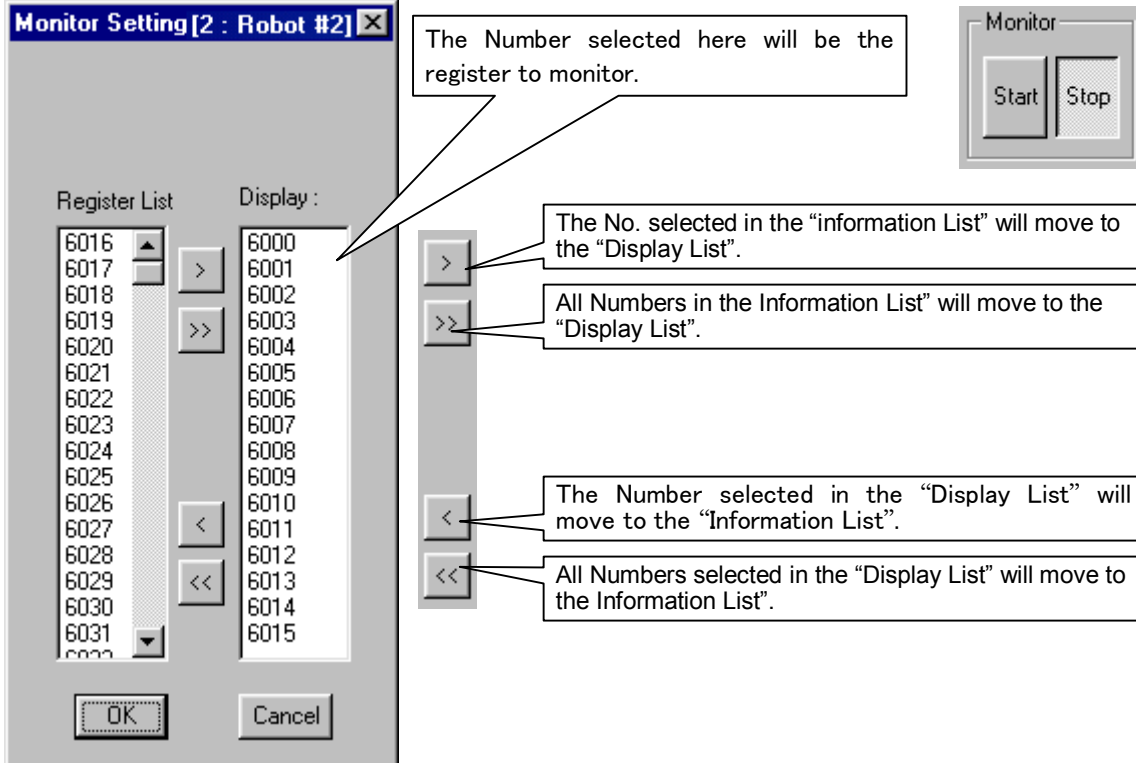 Monitor Setting [2 : Robot #2]
The Number selected here will be the
register to monitor.
Monitor
Start
Stop
Register List
Display :
6016
6017
6018
6019
6020
6021
6022
6023
6024
6025
6026
6027
6028
6029
6030
6031
>
>>
<
<<
6000
6001
6002
6003
6004
6005
6006
6007
6008
6009
6010
6011
6012
6013
6014
6015
OK
Cancel
>
The No. selected in the “information List” will move to
the “Display List”.
>>
All Numbers in the Information List” will move to the
“Display List”.
<
The Number selected in the “Display List” will
move to the “Information List”.
<<
All Numbers selected in the “Display List” will move to
the Information List”.